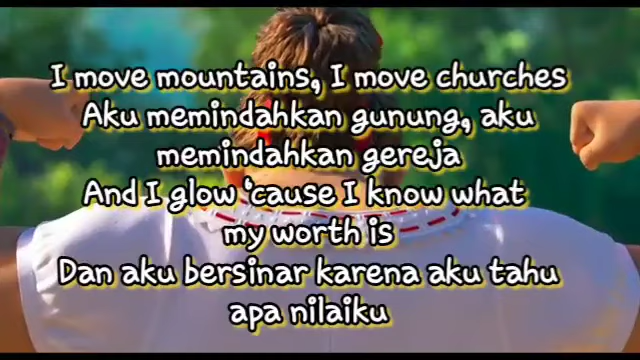 I move mountains, I move churches
Aku memindahkan gunung, aku
memindahkan gereja
And I glow 'cause I know what
my worth is
Dan aku bersinar karena aku tahu
apa nilaiku